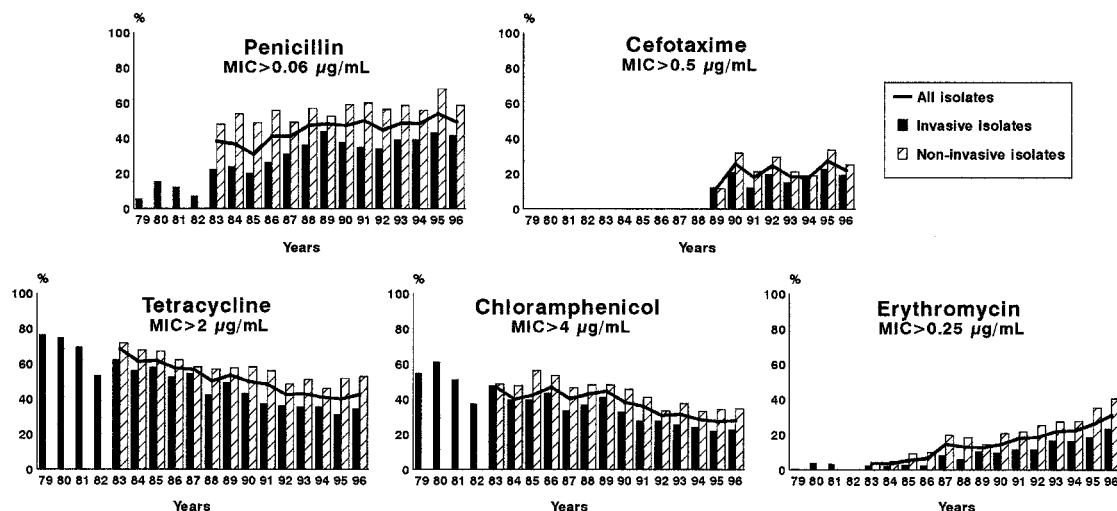 %
100
80
60
40
20
0
Penicillin
MIC>0.06 µg/mL
79 80 81 82 83 84 85 86 87 88 89 90 91 92 93 94 95 96
Years
%
100
80
60
40
20
0
Cefotaxime
MIC>0.5 µg/mL
79 80 81 82 83 84 85 86 87 88 89 90 91 92 93 94 95 96
Years
All isolates
Invasive isolates
Non-invasive isolates
%
100
80
60
40
20
0
Tetracycline
MIC>2 µg/mL
79 80 81 82 83 84 85 86 87 88 89 90 91 92 93 94 95 96
Years
%
100
80
60
40
20
0
Chloramphenicol
MIC>4 µg/mL
79 80 81 82 83 84 85 86 87 88 89 90 91 92 93 94 95 96
Years
%
100
80
60
40
20
0
Erythromycin
MIC>0.25 µg/mL
79 80 81 82 83 84 85 86 87 88 89 90 91 92 93 94 95 96
Years